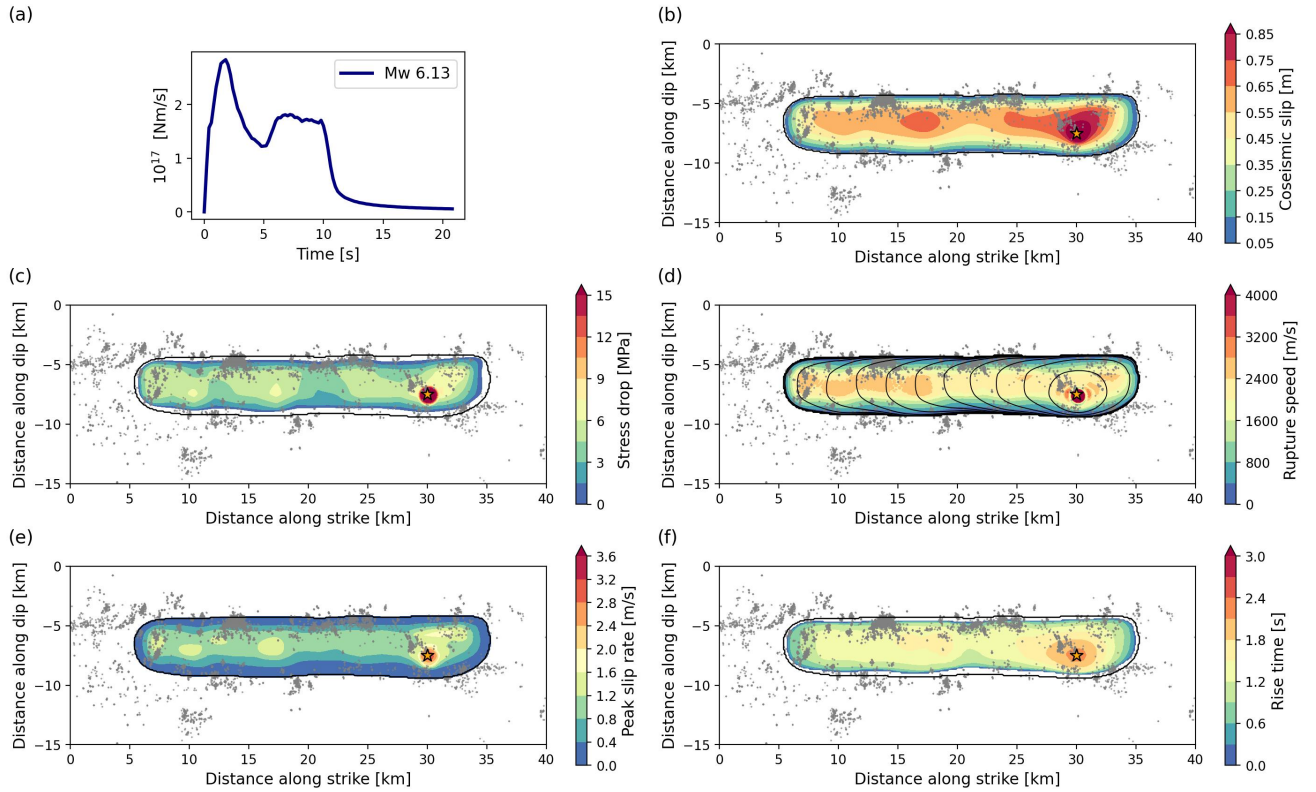 (a)
10^17 [Nm/s]
2
1
0
Mw 6.13
0 5 10 15 20
Time [s]
(b)
Distance along dip [km]
0
−5
−10
−15
0 5 10 15 20 25 30 35 40
Distance along strike [km]
0.85
0.75
0.65
0.55
0.45
0.35
0.25
0.15
0.05
Coseismic slip [m]
(c)
Distance along dip [km]
0
−5
−10
−15
0 5 10 15 20 25 30 35 40
Distance along strike [km]
15
12
9
6
3
0
Stress drop [MPa]
(d)
Distance along dip [km]
0
−5
−10
−15
0 5 10 15 20 25 30 35 40
Distance along strike [km]
4000
3200
2400
1600
800
0
Rupture speed [m/s]
(e)
Distance along dip [km]
0
−5
−10
−15
0 5 10 15 20 25 30 35 40
Distance along strike [km]
3.6
3.2
2.8
2.4
2.0
1.6
1.2
0.8
0.4
0.0
Peak slip rate [m/s]
(f)
Distance along dip [km]
0
−5
−10
−15
0 5 10 15 20 25 30 35 40
Distance along strike [km]
3.0
2.4
1.8
1.2
0.6
0.0
Rise time [s]